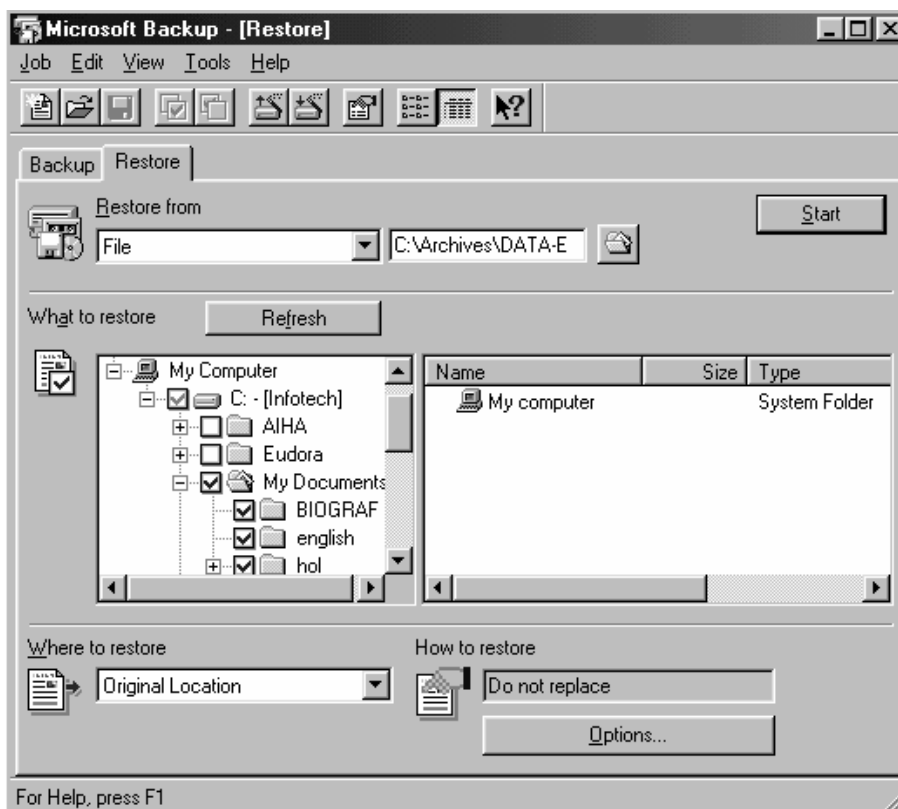 Microsoft Backup - [Restore]
Job Edit View Tools Help
Backup Restore
Restore from
File C:\Archives\DATA-E
Start
What to restore Refresh
My Computer
C: - [Infotech]
AIHA
Eudora
My Documents
BIOGRAF
english
hol
Name Size Type
My computer System Folder
Where to restore
Original Location
How to restore
Do not replace
Options...
For Help, press F1